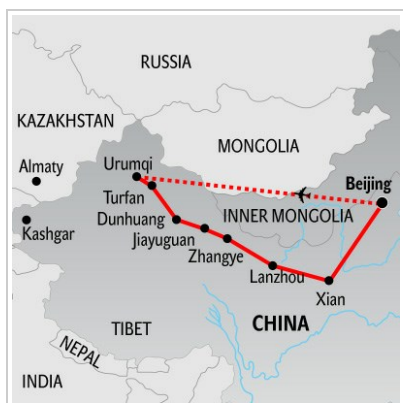 RUSSIA
KAZAKHSTAN
MONGOLIA
Almaty
Urumqi
Beijing
Turfan
INNER MONGOLIA
Dunhuang
Kashgar
Jiayuguan
Zhangye
Lanzhou
Xian
TIBET
CHINA
NEPAL
INDIA